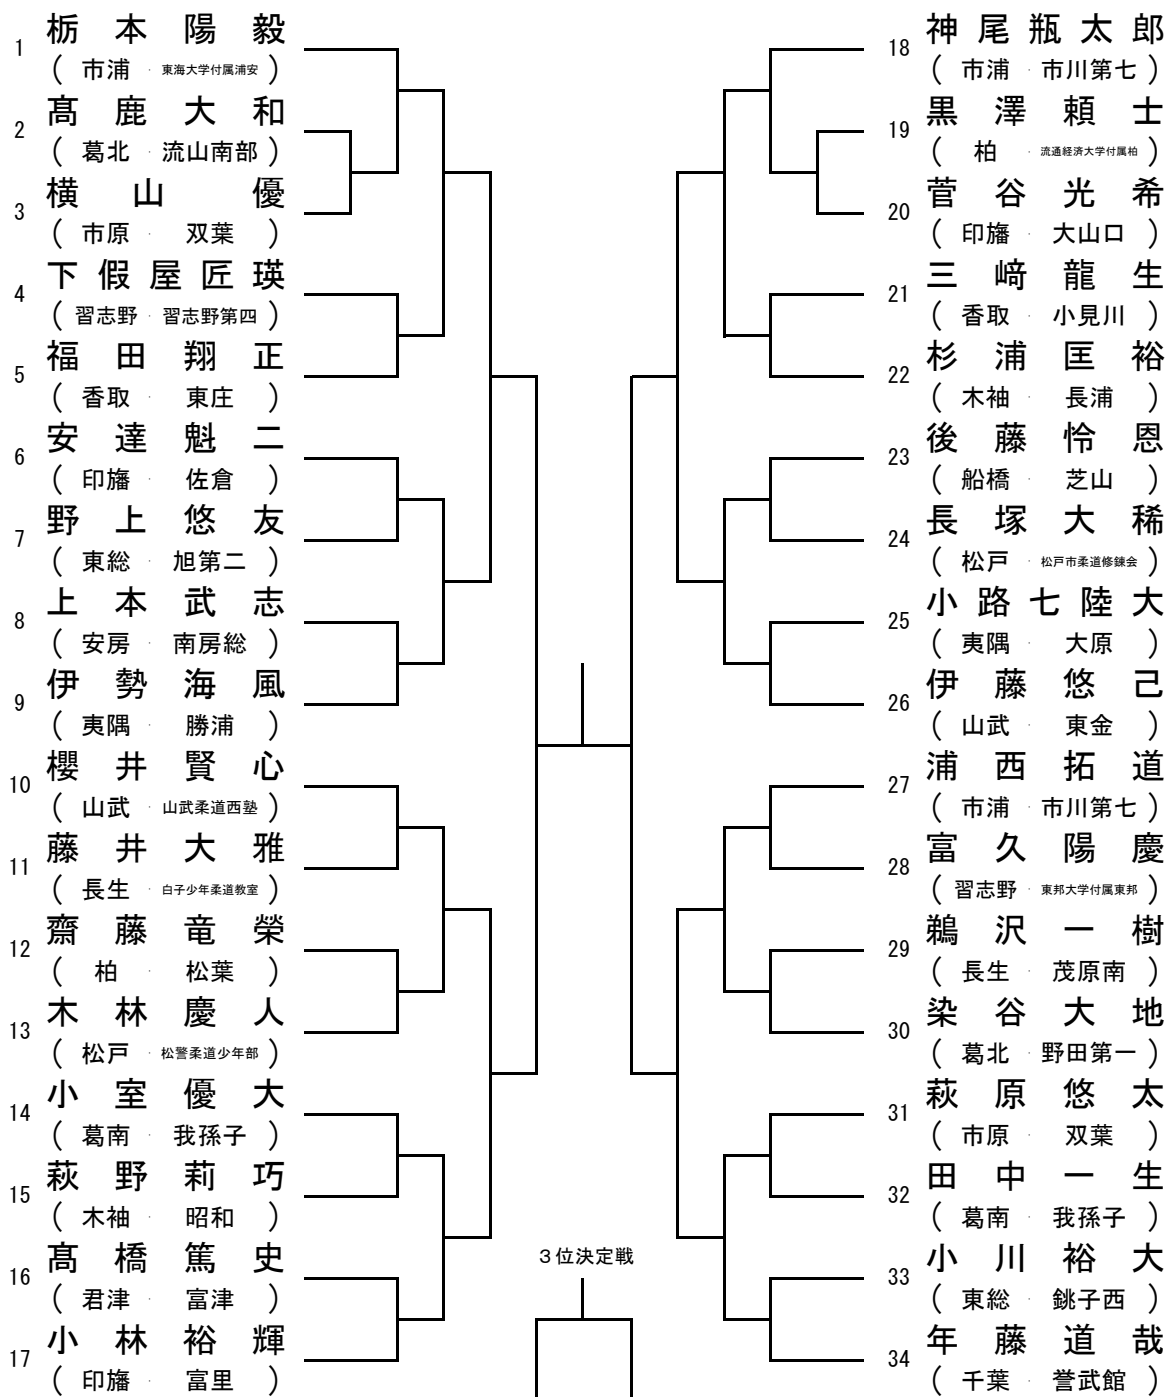 1 栃本陽毅
（市浦・東海大学付属浦安）
2 髙鹿大和
（葛北・流山南部）
3 横山優
（市原・双葉）
4 下假屋匠瑛
（習志野・習志野第四）
5 福田翔正
（香取・東庄）
6 安達魁二
（印旛・佐倉）
7 野上悠友
（東総・旭第二）
8 上本武志
（安房・南房総）
9 伊勢海風
（夷隅・勝浦）
10 櫻井賢心
（山武・山武柔道西塾）
11 藤井大雅
（長生・白子少年柔道教室）
12 齋藤竜榮
（柏・松葉）
13 木林慶人
（松戸・松警柔道少年部）
14 小室優大
（葛南・我孫子）
15 萩野莉巧
（木袖・昭和）
16 髙橋篤史
（君津・富津）
17 小林裕輝
（印旛・富里）
3位決定戦
18 神尾瓶太郎
（市浦・市川第七）
19 黒澤頼士
（柏・流通経済大学付属柏）
20 菅谷光希
（印旛・大山口）
21 三﨑龍生
（香取・小見川）
22 杉浦匡裕
（木袖・長浦）
23 後藤怜恩
（船橋・芝山）
24 長塚大稀
（松戸・松戸市柔道修錬会）
25 小路七陸大
（夷隅・大原）
26 伊藤悠己
（山武・東金）
27 浦西拓道
（市浦・市川第七）
28 富久陽慶
（習志野・東邦大学付属東邦）
29 鵜沢一樹
（長生・茂原南）
30 染谷大地
（葛北・野田第一）
31 萩原悠太
（市原・双葉）
32 田中一生
（葛南・我孫子）
33 小川裕大
（東総・銚子西）
34 年藤道哉
（千葉・誉武館）